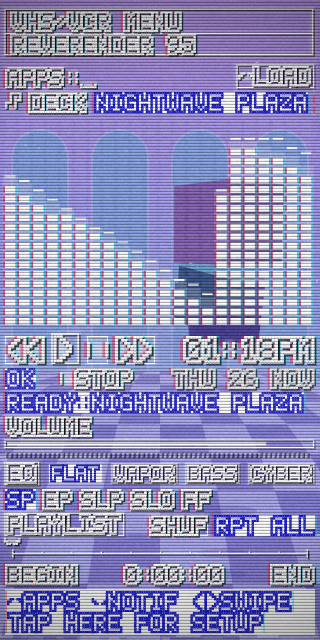 VHS/VCR MENU
REWERENDER 95
APPS::_
LOAD
DECK NIGHTWAVE PLAZA
01:18PM
OK STOP THU 23 NOV
READY:NIGHTWAVE PLAZA
VOLUME
EQ FLAT VAPOR BASS CYBER
SP EP SLP SLO FF
PLAYLIST SHUF RPT ALL
BEGIN 0:00:00 END
APPS NOTIF SWIPE
TAP HERE FOR SETUP